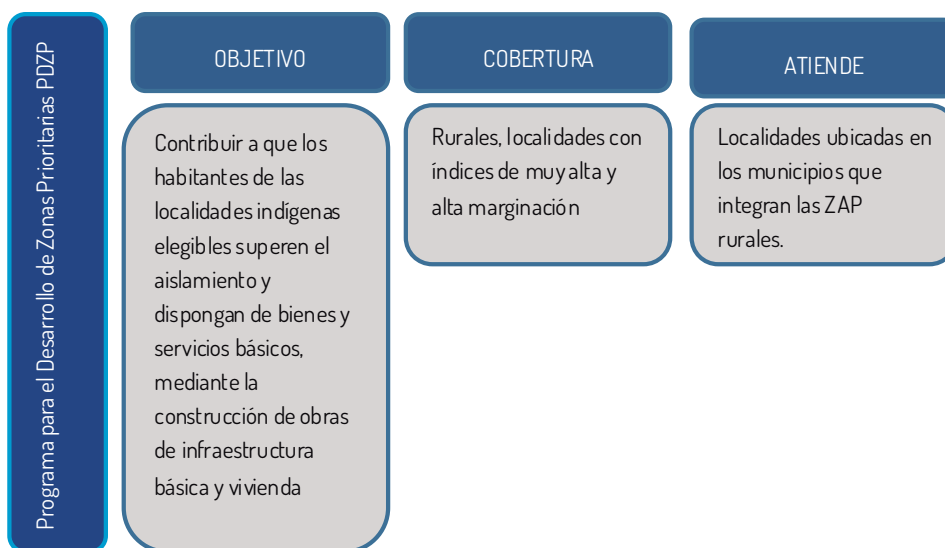 Programa para el Desarrollo de Zonas Prioritarias PDZP
OBJETIVO
Contribuir a que los
habitantes de las
localidades indígenas
elegibles superen el
aislamiento y
dispongan de bienes y
servicios básicos,
mediante la
construcción de obras
de infraestructura
básica y vivienda
COBERTURA
Rurales, localidades con
índices de muy alta y
alta marginación
ATIENDE
Localidades ubicadas en
los municipios que
integran las ZAP
rurales.